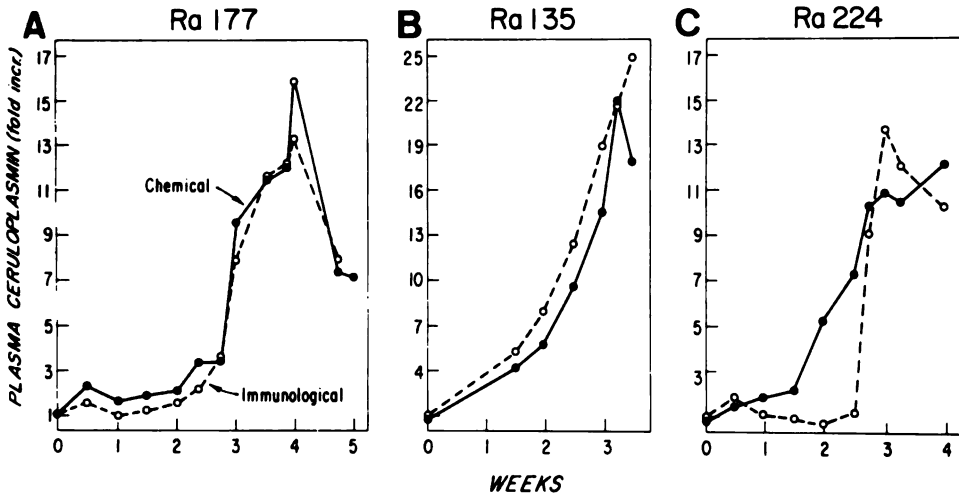 A Ra 177
B Ra 135
C Ra 224
PLASMA CERULOPLASMIN (fold incr.)
17
15
13
11
9
7
5
3
1
0 1 2 3 4 5
Chemical
Immunological
25
22
19
16
13
10
7
4
0 1 2 3
17
15
13
11
9
7
5
3
0 1 2 3 4
WEEKS